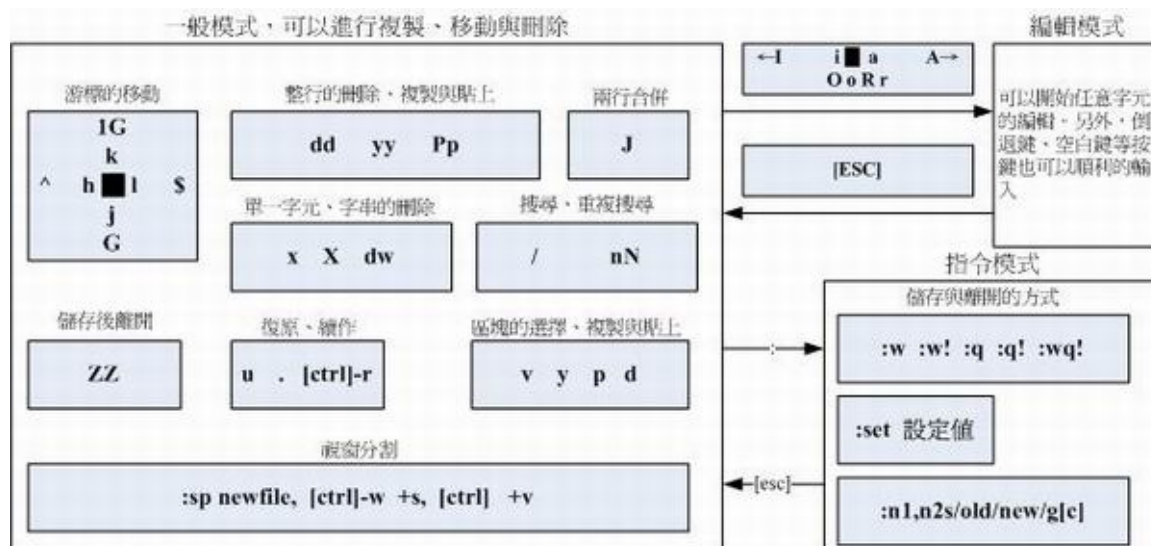 一般模式，可以進行複製、移動與刪除
游標的移動
1G
k
^ h l $
j
G
整行的刪除、複製與貼上
dd yy Pp
兩行合併
J
單一字元、字串的刪除
x X dw
搜尋、重複搜尋
/ nN
儲存後離開
ZZ
復原、續作
u . [ctrl]-r
區塊的選擇、複製與貼上
v y p d
視窗分割
:sp newfile, [ctrl]-w +s, [ctrl] +v
←I i a A→
O o R r
[ESC]
編輯模式
可以開始任意字元
的編輯。另外，倒
退鍵、空白鍵等按
鍵也可以順利的輸
入
:
[esc]
指令模式
儲存與離開的方式
:w :w! :q :q! :wq!
:set 設定值
:n1,n2s/old/new/g[c]